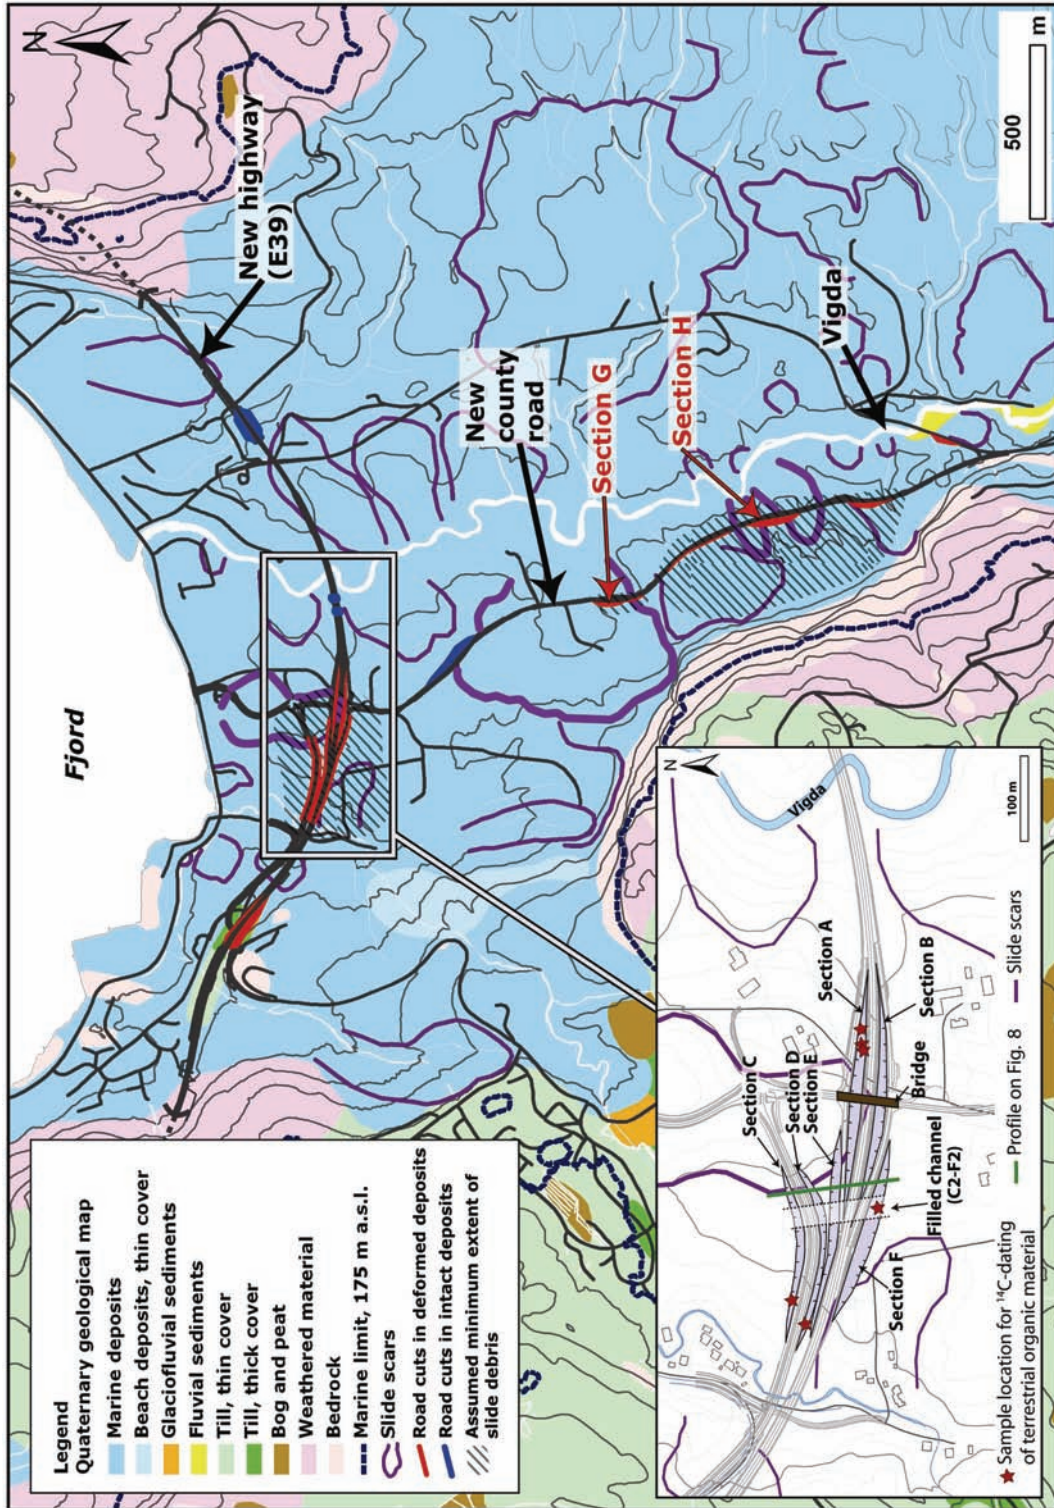 N
Fjord
New highway
(E39)
New
county
road
Section G
Section H
Vigda
500
m
Legend
Quaternary geological map
Marine deposits
Beach deposits, thin cover
Glaciofluvial sediments
Fluvial sediments
Till, thin cover
Till, thick cover
Bog and peat
Weathered material
Bedrock
Marine limit, 175 m a.s.l.
Slide scars
Road cuts in deformed deposits
Road cuts in intact deposits
Assumed minimum extent of
slide debris
N
Vigda
Section C
Section D
Section E
Section A
Section B
Bridge
Filled channel
(C2-F2)
Section F
100 m
Sample location for ¹⁴C-dating
of terrestrial organic material
Profile on Fig. 8
Slide scars